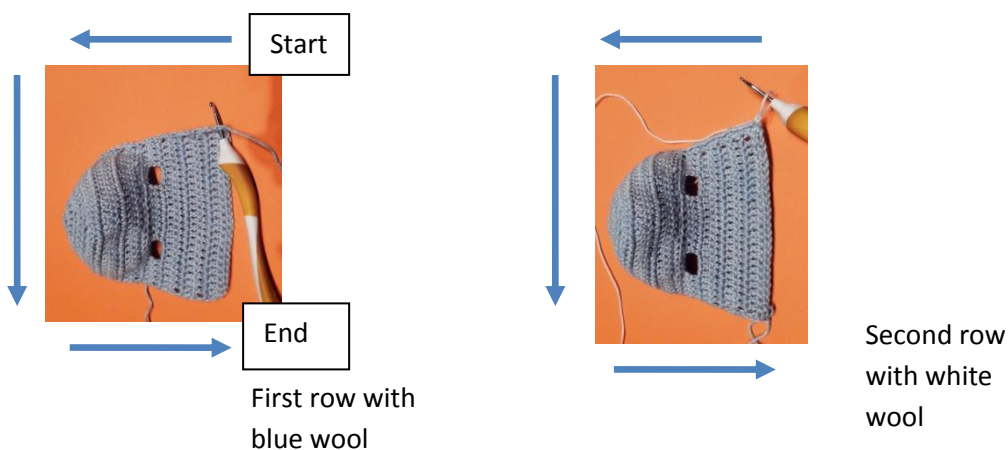 Start
End
First row with
blue wool
Second row
with white
wool